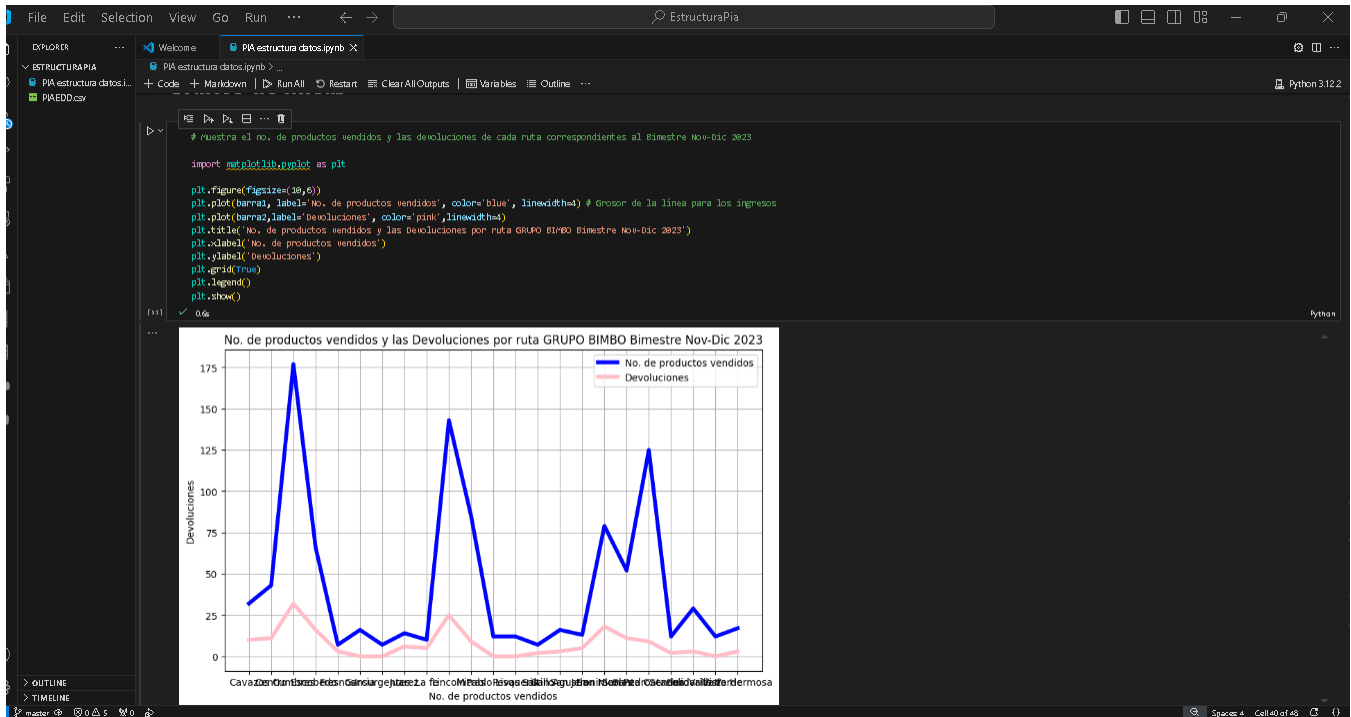 File Edit Selection View Go Run ··· EstructuraPia
EXPLORER ··· Welcome PIA estructura datos.ipynb
ESTRUCTURAPIA
PIA estructura datos.i...
PIAEDD.csv
PIA estructura datos.ipynb > ...
+ Code + Markdown Run All Restart Clear All Outputs Variables Outline ··· Python 3.12.2
# Muestra el no. de productos vendidos y las devoluciones de cada ruta correspondientes al Bimestre Nov-Dic 2023
import matplotlib.pyplot as plt
plt.figure(figsize=(10,6))
plt.plot(barra1, label='No. de productos vendidos', color='blue', linewidth=4) # Grosor de la línea para los ingresos
plt.plot(barra2,label='Devoluciones', color='pink',linewidth=4)
plt.title('No. de productos vendidos y las Devoluciones por ruta GRUPO BIMBO Bimestre Nov-Dic 2023')
plt.xlabel('No. de productos vendidos')
plt.ylabel('Devoluciones')
plt.grid(True)
plt.legend()
plt.show()
0.6s
Python
No. de productos vendidos y las Devoluciones por ruta GRUPO BIMBO Bimestre Nov-Dic 2023
No. de productos vendidos
Devoluciones
175
150
125
100
75
50
25
0
Devoluciones
No. de productos vendidos
OUTLINE
TIMELINE
master 0 5 0 Spaces: 4 Cell 40 of 48